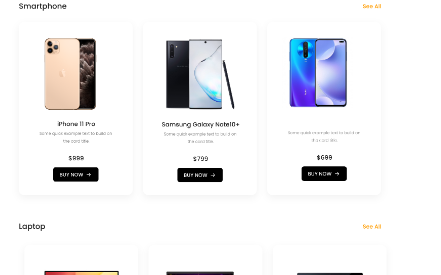 Smartphone
See All
iPhone 11 Pro
Some quick example text to build on
the card title
$999
BUY NOW →
Samsung Galaxy Note10+
Some quick example text to build on
the card title
$799
BUY NOW →
Some quick example text to build on
the card title
$699
BUY NOW →
Laptop
See All